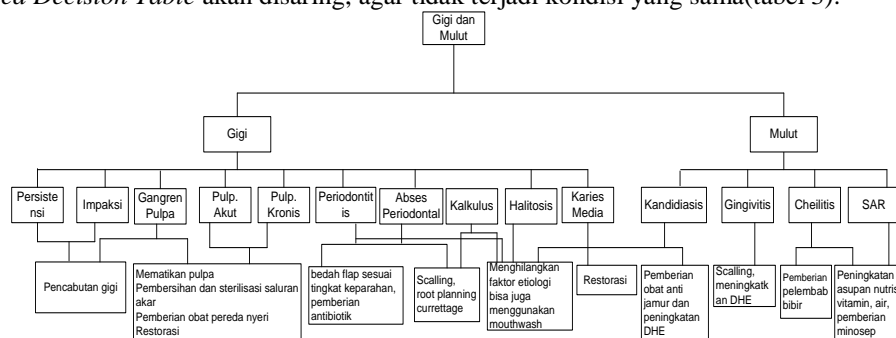 Decision Table akan disaring, agar tidak terjadi kondisi yang sama(tabel 3).
Gigi dan
Mulut
Gigi
Mulut
Persiste
nsi
Impaksi
Gangren
Pulpa
Pulp.
Akut
Pulp.
Kronis
Periodontit
is
Abses
Periodontal
Kalkulus
Halitosis
Karies
Media
Kandidiasis
Gingivitis
Cheilitis
SAR
Pencabutan gigi
Mematikan pulpa
Pembersihan dan sterilisasi saluran
akar
Pemberian obat pereda nyeri
Restorasi
bedah flap sesuai
tingkat keparahan,
pemberian
antibiotik
Scalling,
root planning
currettage
Menghilangkan
faktor etiologi
bisa juga
menggunakan
mouthwash
Restorasi
Pemberian
obat anti
jamur dan
peningkatan
DHE
Scalling,
meningkatk
an DHE
Pemberian
pelembab
bibir
Peningkatan
asupan nutris
vitamin, air,
pemberian
minosep